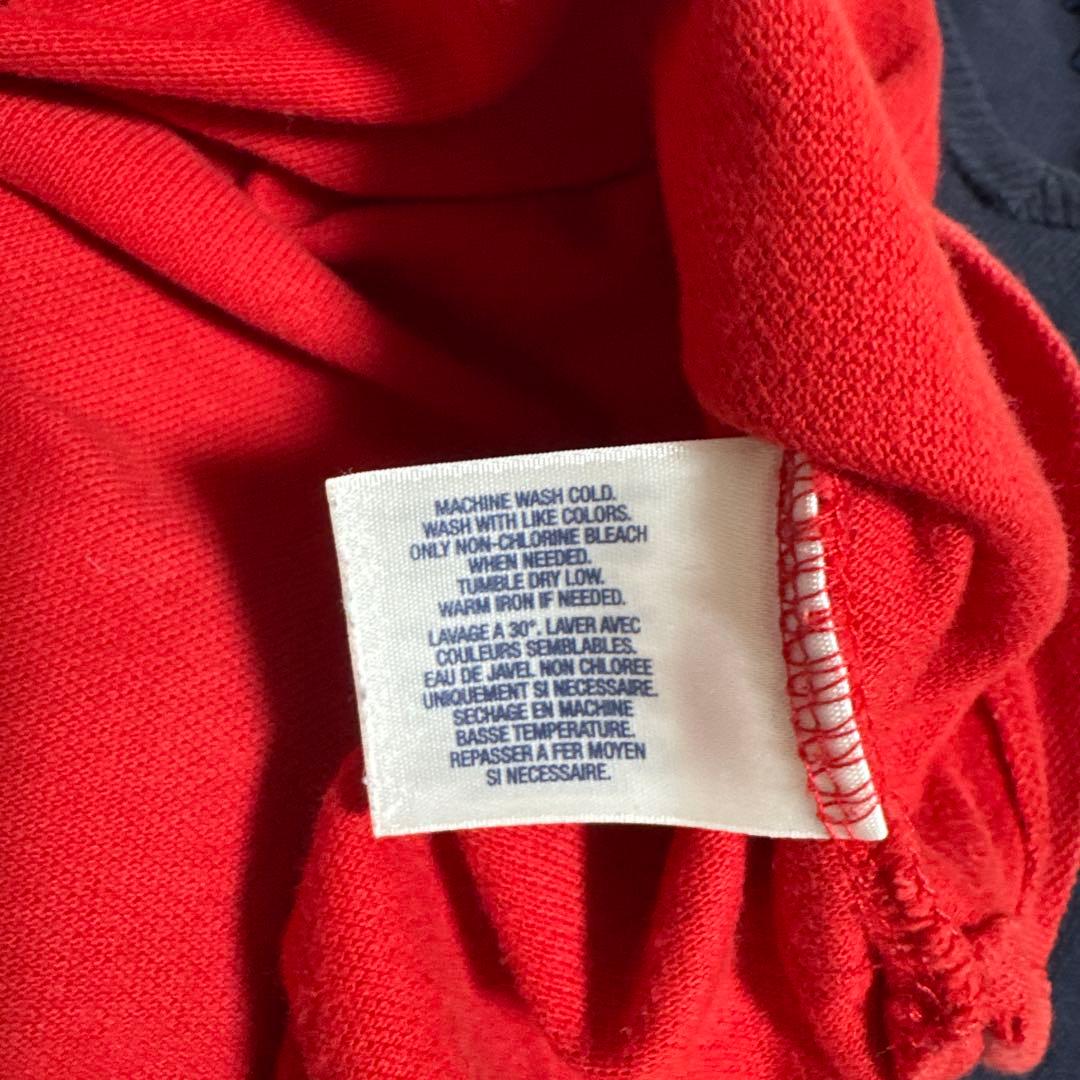 MACHINE WASH COLD.
WASH WITH LIKE COLORS.
ONLY NON-CHLORINE BLEACH
WHEN NEEDED.
TUMBLE DRY LOW.
WARM IRON IF NEEDED.
LAVAGE A 30°. LAVER AVEC
COULEURS SEMBLABLES.
EAU DE JAVEL NON CHLOREE
UNIQUEMENT SI NECESSAIRE.
SECHAGE EN MACHINE
BASSE TEMPERATURE.
REPASSER A FER MOYEN
SI NECESSAIRE.